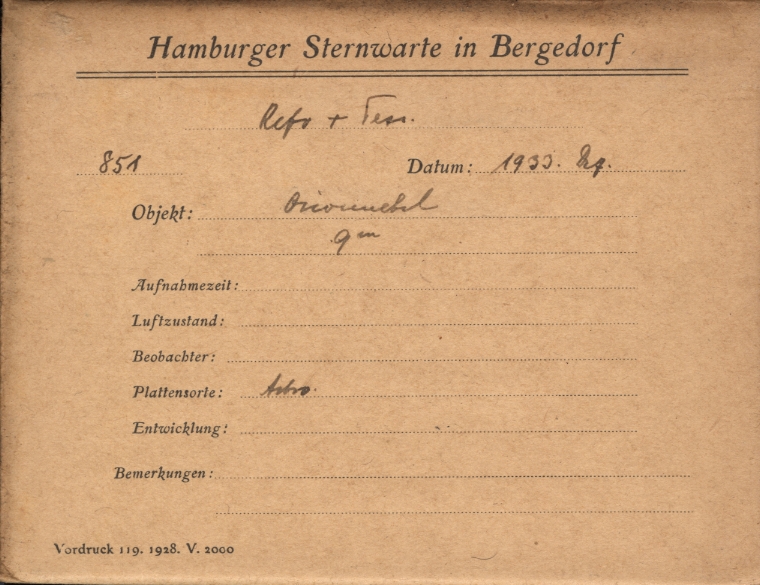 Hamburger Sternwarte in Bergedorf
Refr + Tess.
851 Datum: 1933. Dez.
Objekt: Orionnebel
9ᵐ
Aufnahmezeit:
Luftzustand:
Beobachter:
Plattensorte: Astro.
Entwicklung:
Bemerkungen:
Vordruck 119. 1928. V. 2000